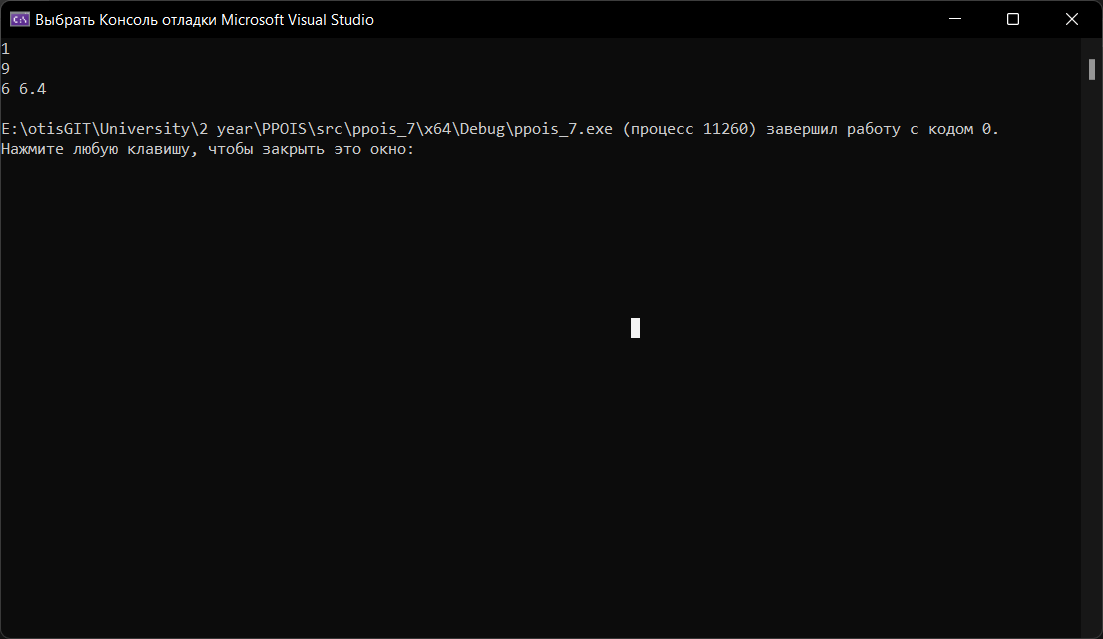 Выбрать Консоль отладки Microsoft Visual Studio
1
9
6 6.4
E:\otisGIT\University\2 year\PPOIS\src\ppois_7\x64\Debug\ppois_7.exe (процесс 11260) завершил работу с кодом 0.
Нажмите любую клавишу, чтобы закрыть это окно: